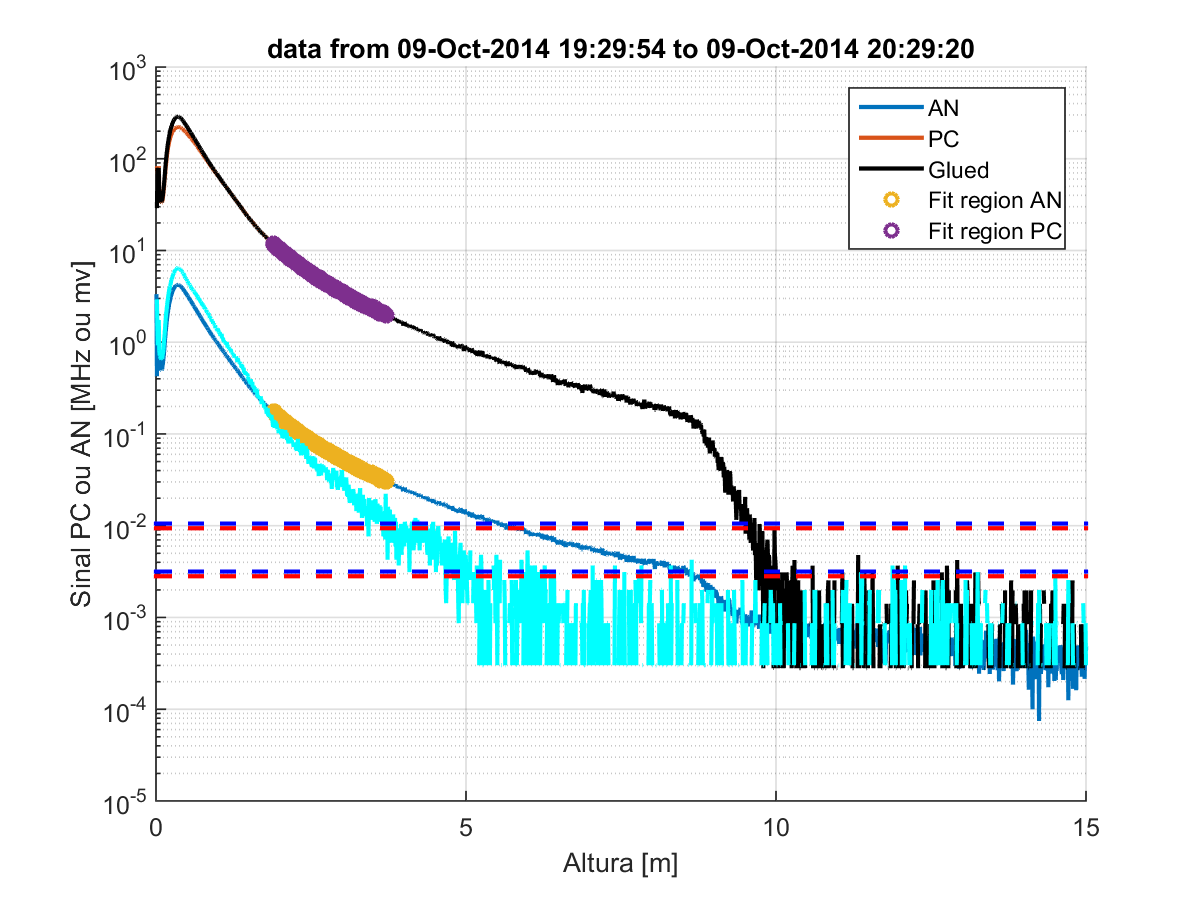 data from 09-Oct-2014 19:29:54 to 09-Oct-2014 20:29:20
AN
PC
Glued
Fit region AN
Fit region PC
Sinal PC ou AN [MHz ou mv]
10^3
10^2
10^1
10^0
10^-1
10^-2
10^-3
10^-4
10^-5
0 5 10 15
Altura [m]